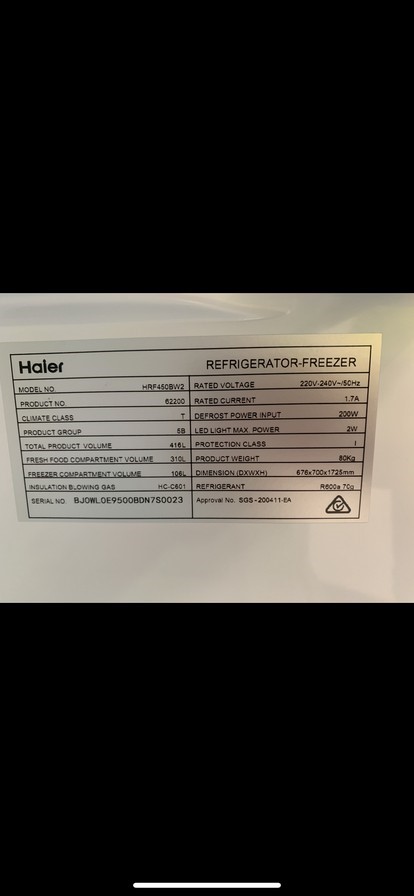 Haier REFRIGERATOR-FREEZER
MODEL NO. HRF450BW2 RATED VOLTAGE 220V-240V~/50Hz
PRODUCT NO. 62200 RATED CURRENT 1.7A
CLIMATE CLASS T DEFROST POWER INPUT 200W
PRODUCT GROUP 5B LED LIGHT MAX. POWER 2W
TOTAL PRODUCT VOLUME 416L PROTECTION CLASS I
FRESH FOOD COMPARTMENT VOLUME 310L PRODUCT WEIGHT 80Kg
FREEZER COMPARTMENT VOLUME 106L DIMENSION (DXWXH) 676x700x1725mm
INSULATION BLOWING GAS HC-C601 REFRIGERANT R600a 70g
SERIAL NO. BJ0WL0E9500BDN7S0023 Approval No. SGS-200411-EA